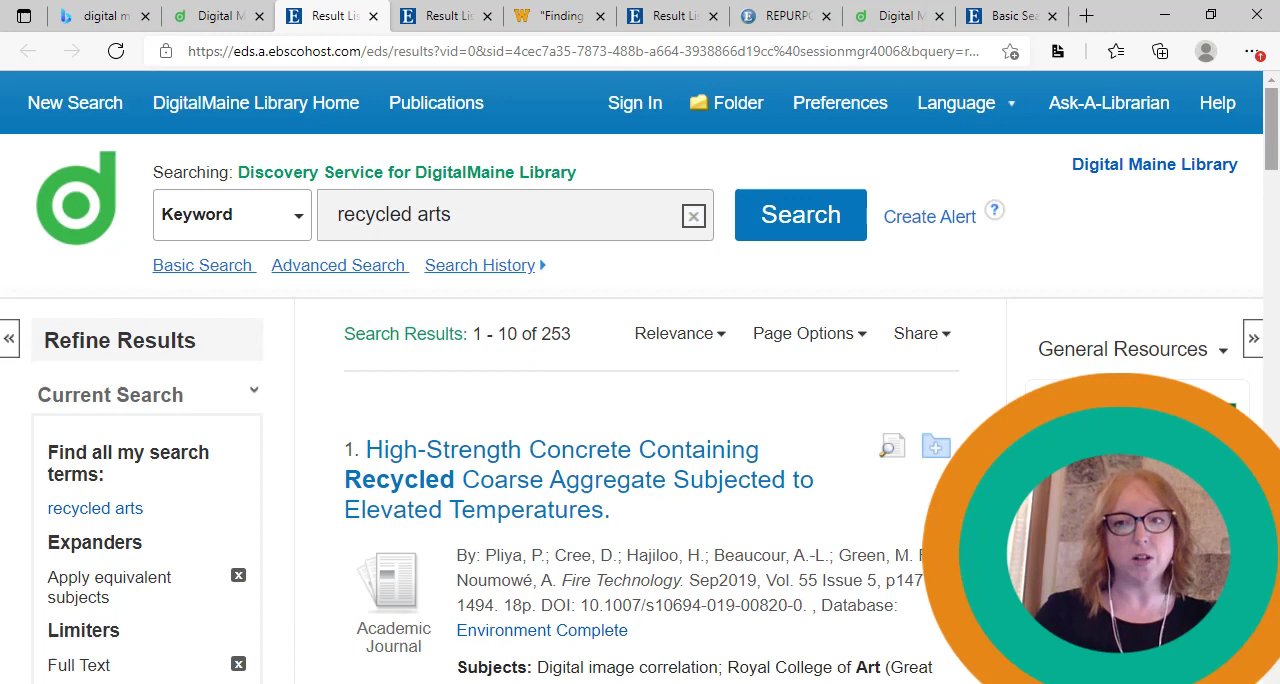 digital m
Digital M
Result Lis
Result Lis
"Finding
Result Lis
REPURPO
Digital M
Basic Sea
https://eds.a.ebscohost.com/eds/results?vid=0&sid=4cec7a35-7873-488b-a664-3938866d19cc%40sessionmgr4006&bquery=r...
New Search
DigitalMaine Library Home
Publications
Sign In
Folder
Preferences
Language
Ask-A-Librarian
Help
Searching: Discovery Service for DigitalMaine Library
Digital Maine Library
Keyword
recycled arts
Search
Create Alert
?
Basic Search
Advanced Search
Search History
«
Refine Results
Search Results: 1 - 10 of 253
Relevance
Page Options
Share
General Resources
»
Current Search
Find all my search
terms:
recycled arts
Expanders
Apply equivalent
subjects
Limiters
Full Text
1. High-Strength Concrete Containing
Recycled Coarse Aggregate Subjected to
Elevated Temperatures.
By: Pliya, P.; Cree, D.; Hajiloo, H.; Beaucour, A.-L.; Green, M.
Noumowé, A. Fire Technology. Sep2019, Vol. 55 Issue 5, p147
1494. 18p. DOI: 10.1007/s10694-019-00820-0. , Database:
Environment Complete
Academic
Journal
Subjects: Digital image correlation; Royal College of Art (Great